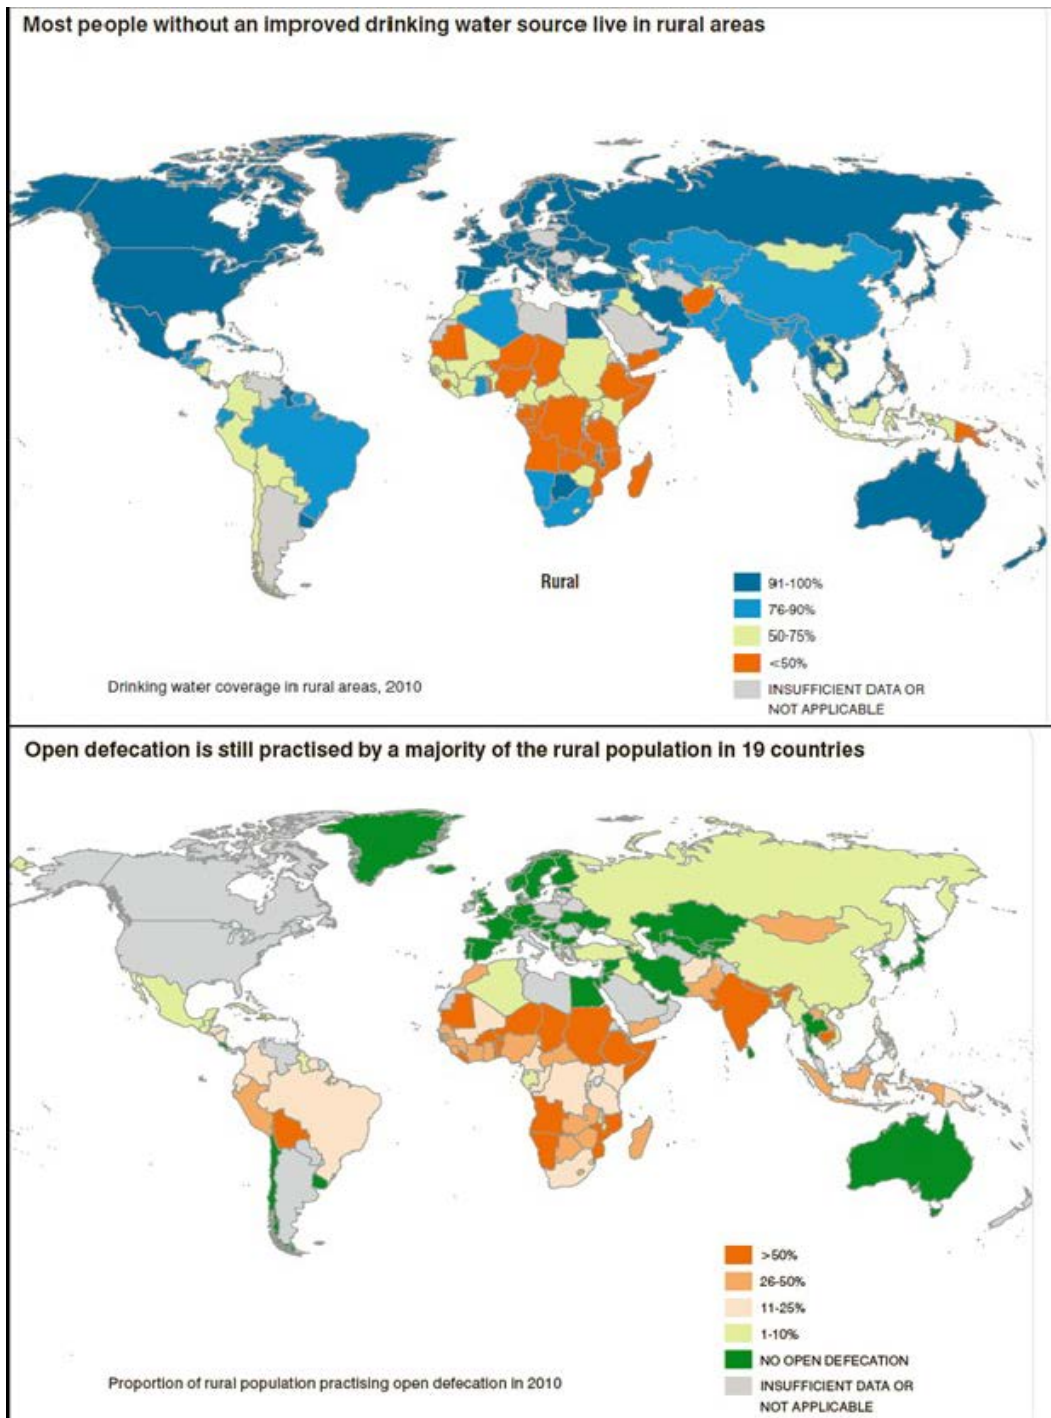 Most people without an improved drinking water source live in rural areas
Rural
91-100%
76-90%
50-75%
<50%
INSUFFICIENT DATA OR
NOT APPLICABLE
Drinking water coverage in rural areas, 2010
Open defecation is still practised by a majority of the rural population in 19 countries
>50%
26-50%
11-25%
1-10%
NO OPEN DEFECATION
INSUFFICIENT DATA OR
NOT APPLICABLE
Proportion of rural population practising open defecation in 2010